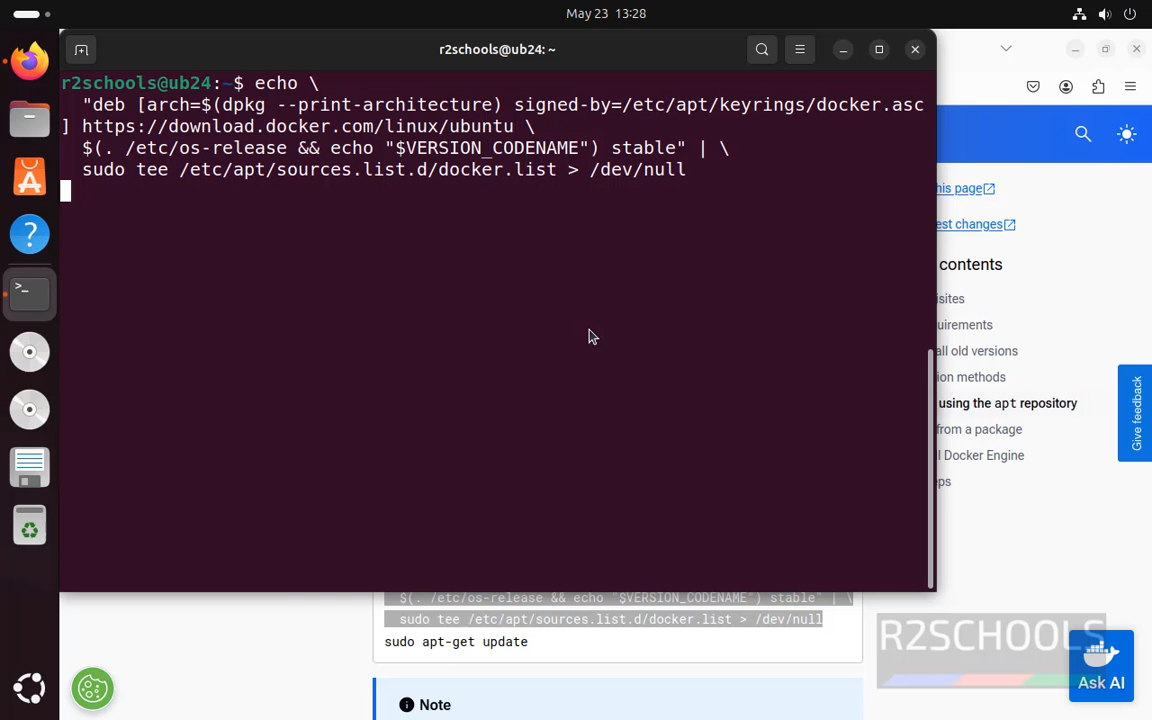 May 23 13:28
r2schools@ub24: ~
r2schools@ub24:~$ echo \
"deb [arch=$(dpkg --print-architecture) signed-by=/etc/apt/keyrings/docker.asc
] https://download.docker.com/linux/ubuntu \
$(. /etc/os-release && echo "$VERSION_CODENAME") stable" | \
sudo tee /etc/apt/sources.list.d/docker.list > /dev/null
this page
est changes
contents
isites
uirements
all old versions
ion methods
using the apt repository
from a package
ll Docker Engine
eps
Give feedback
$(. /etc/os-release && echo "$VERSION_CODENAME") stable" | \
sudo tee /etc/apt/sources.list.d/docker.list > /dev/null
sudo apt-get update
Note
R2SCHOOLS
Ask AI